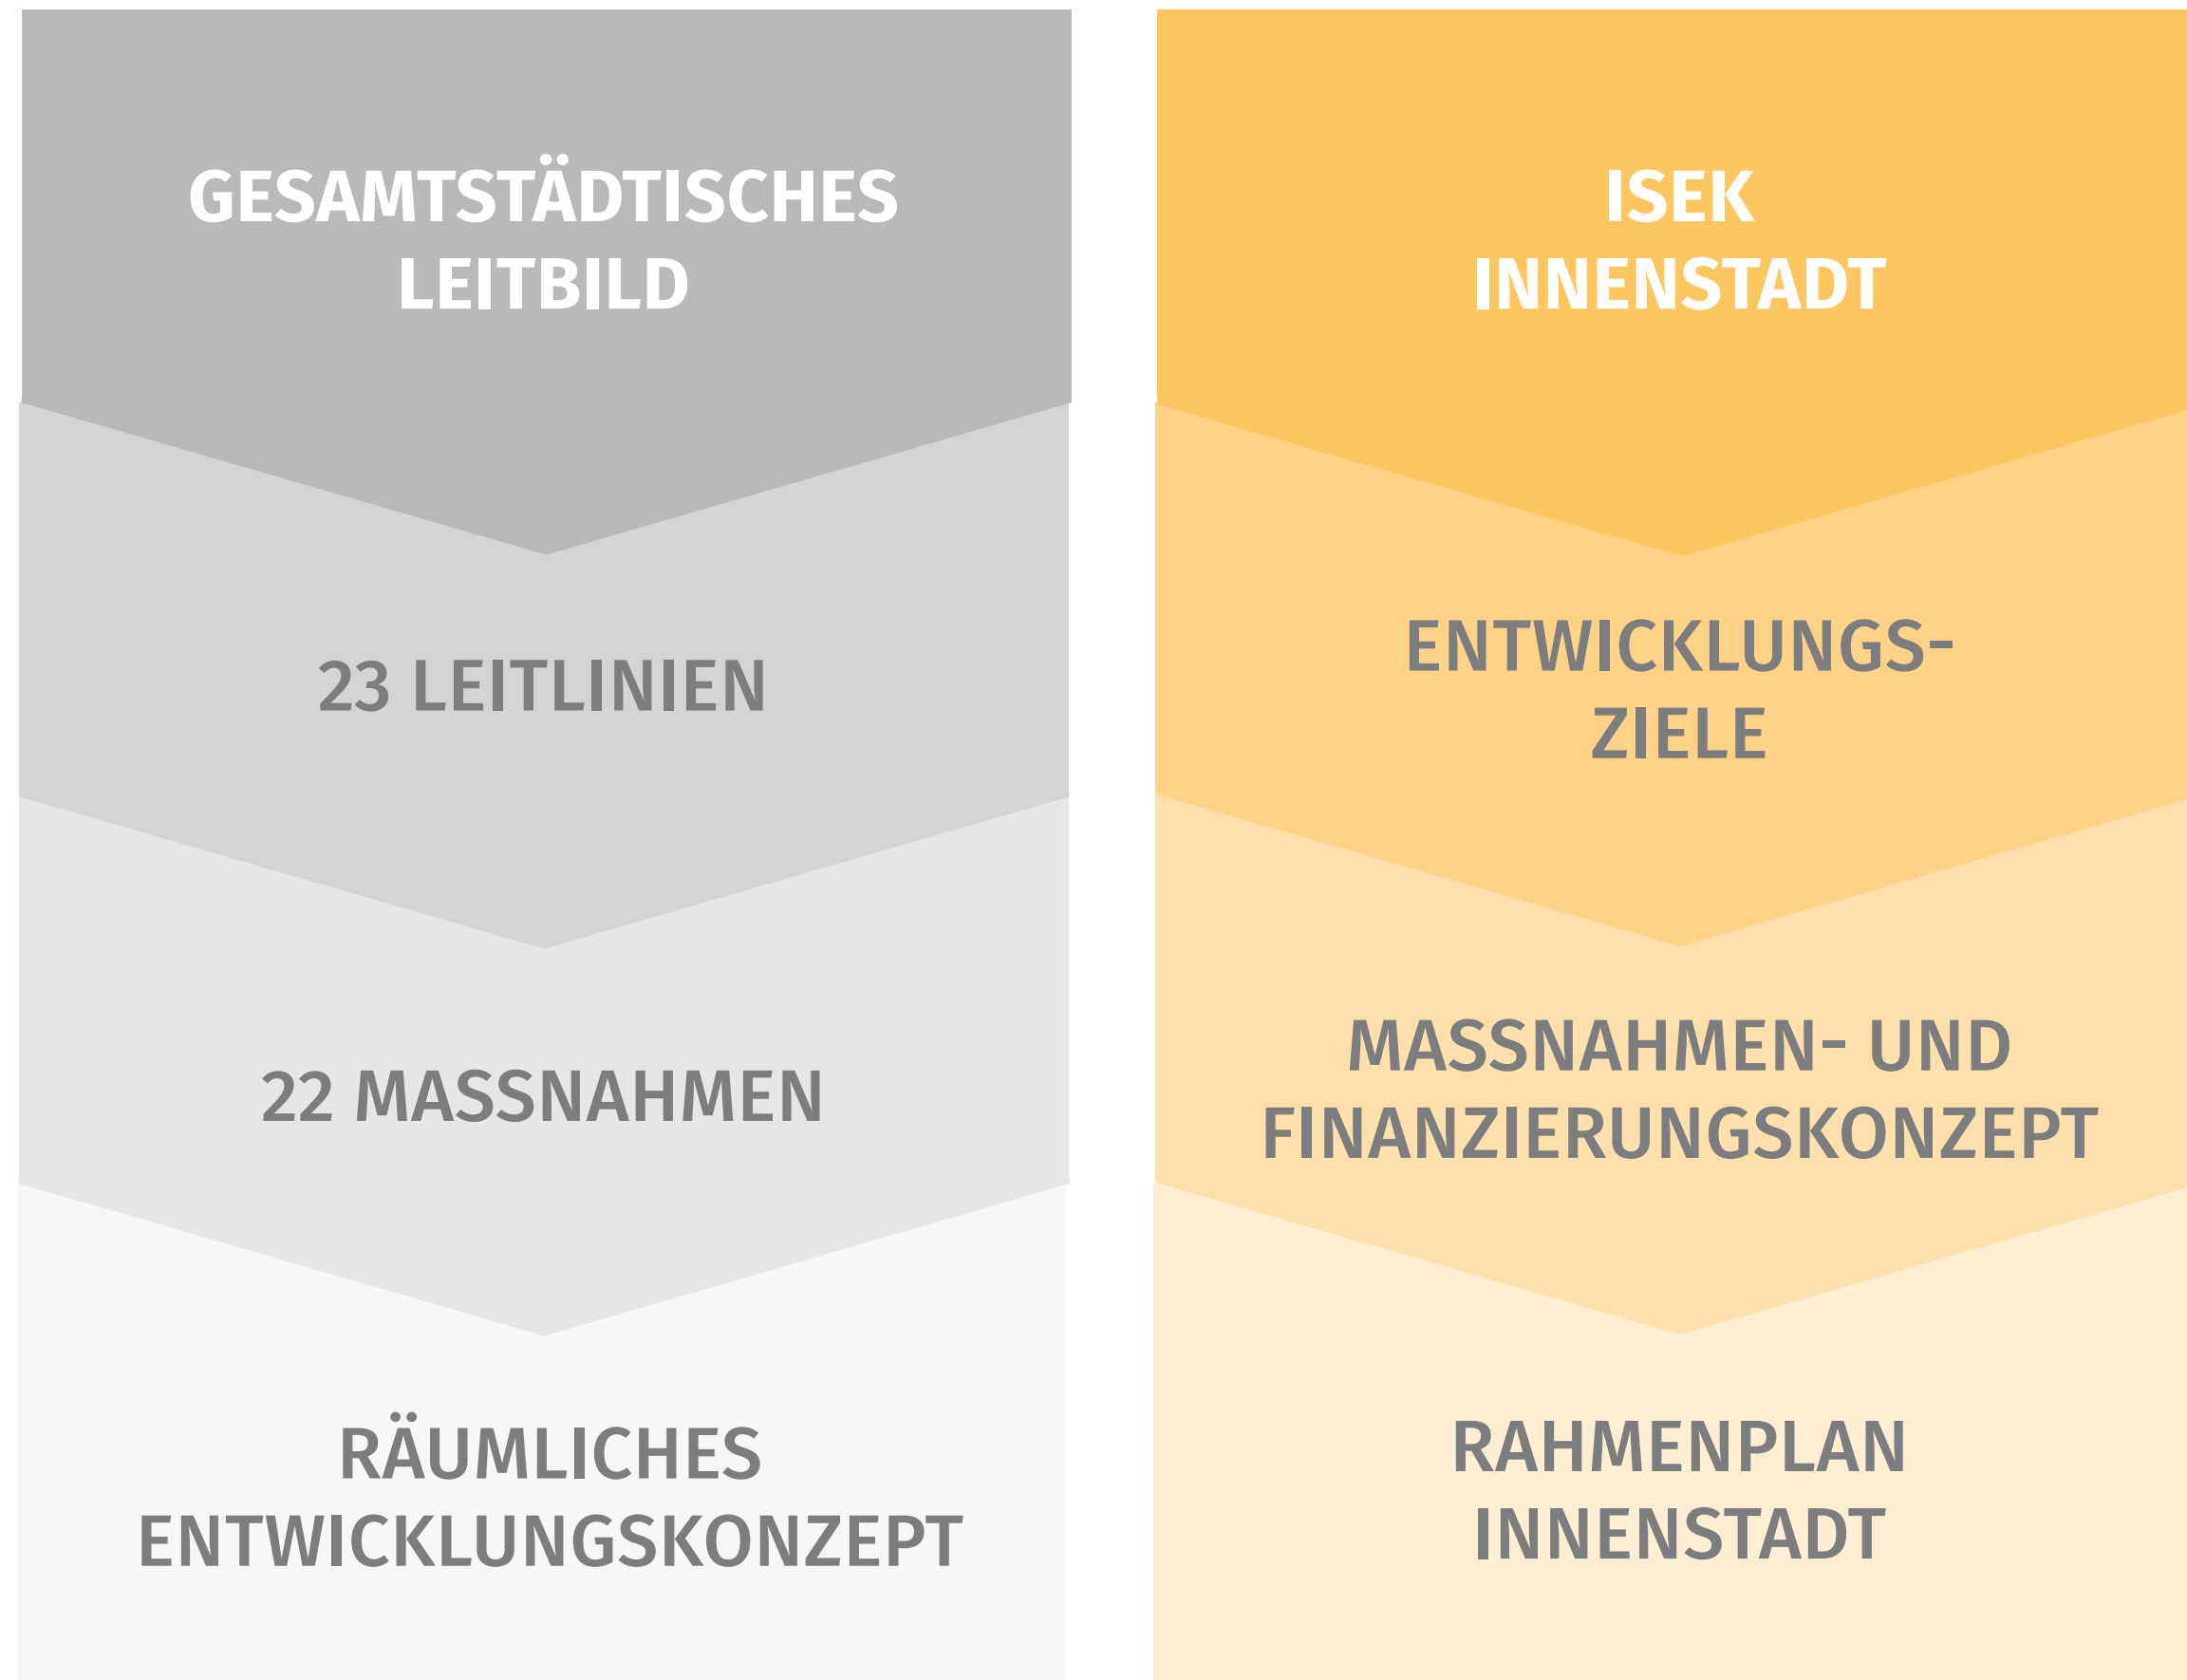 GESAMTSTÄDTISCHES
LEITBILD
23 LEITLINIEN
22 MASSNAHMEN
RÄUMLICHES
ENTWICKLUNGSKONZEPT
ISEK
INNENSTADT
ENTWICKLUNGS-
ZIELE
MASSNAHMEN- UND
FINANZIERUNGSKONZEPT
RAHMENPLAN
INNENSTADT